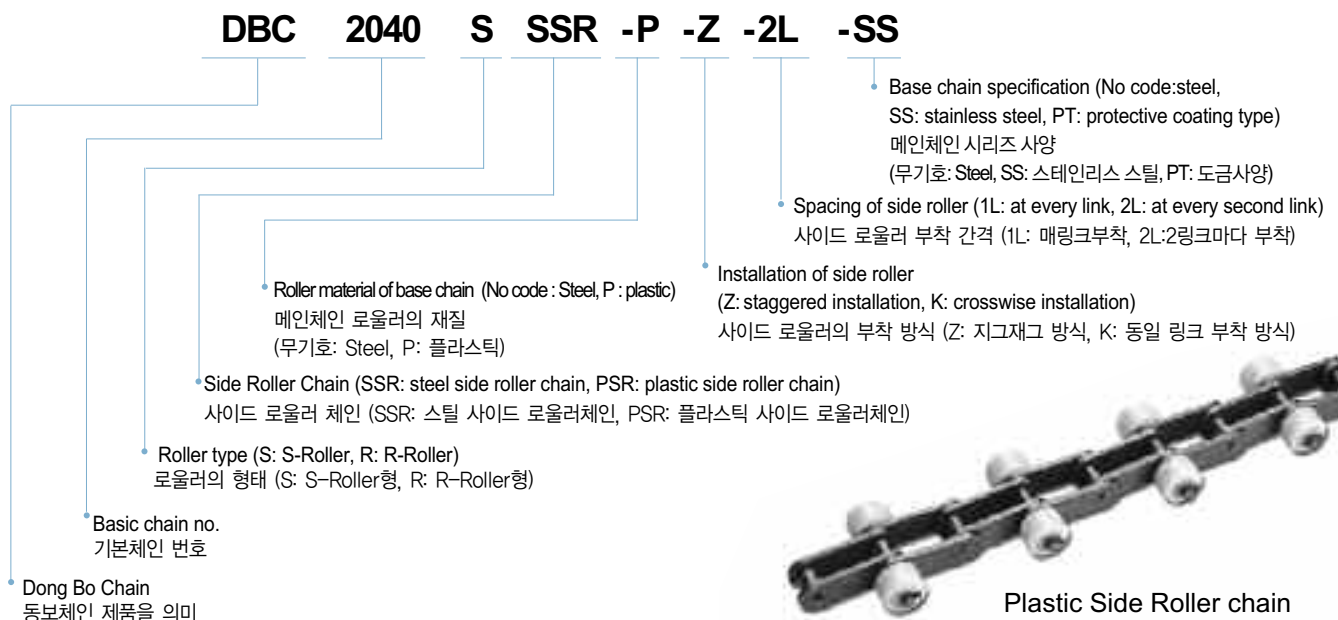 DBC 2040 S SSR -P -Z -2L -SS
Base chain specification (No code:steel,
SS: stainless steel, PT: protective coating type)
메인체인 시리즈 사양
(무기호: Steel, SS: 스테인리스 스틸, PT: 도금사양)
Spacing of side roller (1L: at every link, 2L: at every second link)
사이드 로울러 부착 간격 (1L: 매링크부착, 2L:2링크마다 부착)
Installation of side roller
(Z: staggered installation, K: crosswise installation)
사이드 로울러의 부착 방식 (Z: 지그재그 방식, K: 동일 링크 부착 방식)
Roller material of base chain (No code : Steel, P : plastic)
메인체인 로울러의 재질
(무기호: Steel, P: 플라스틱)
Side Roller Chain (SSR: steel side roller chain, PSR: plastic side roller chain)
사이드 로울러 체인 (SSR: 스틸 사이드 로울러체인, PSR: 플라스틱 사이드 로울러체인)
Roller type (S: S-Roller, R: R-Roller)
로울러의 형태 (S: S-Roller형, R: R-Roller형)
Basic chain no.
기본체인 번호
Dong Bo Chain
동보체인 제품을 의미
Plastic Side Roller chain